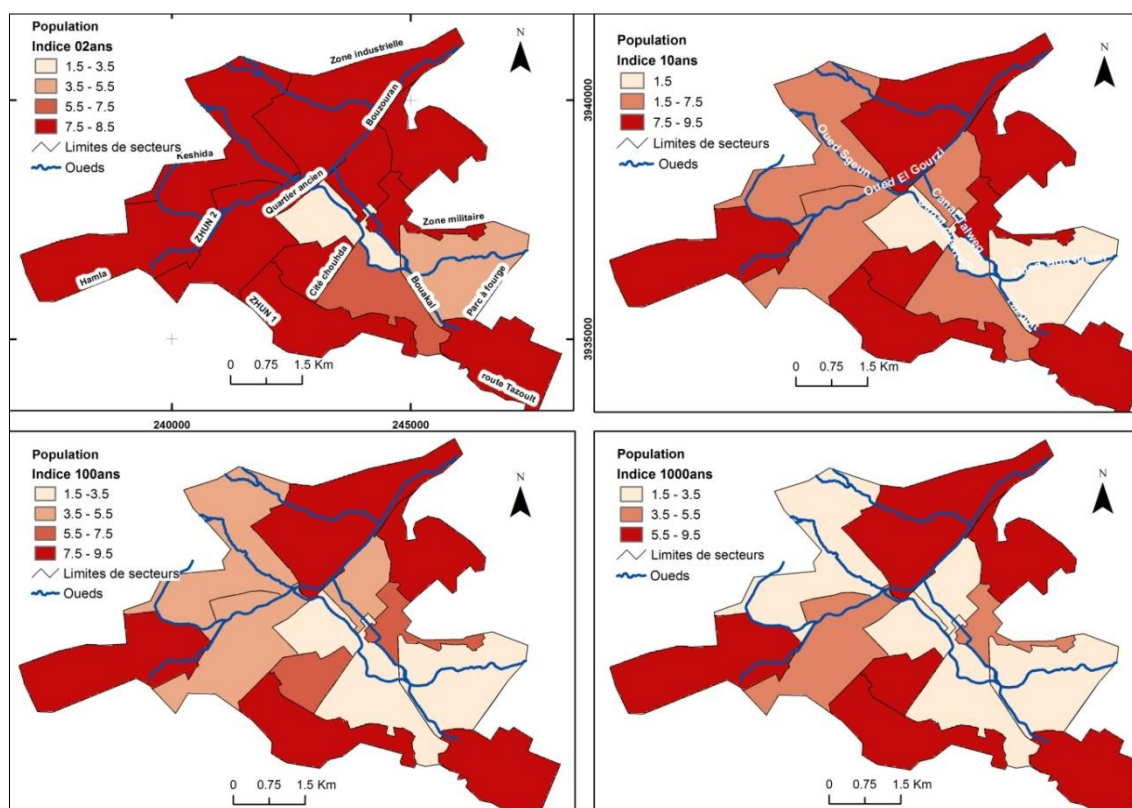 Population
Indice 02ans
1.5 - 3.5
3.5 - 5.5
5.5 - 7.5
7.5 - 8.5
Limites de secteurs
Oueds
N
Zone industrielle
Bouzouran
Keshida
Quartier ancien
ZHUN 2
Zone militaire
Cité chouhda
Hamla
ZHUN 1
Bouakal
Parc à fourge
route Tazoult
0 0.75 1.5 Km
240000 245000
3940000
3935000
Population
Indice 10ans
1.5
1.5 - 7.5
7.5 - 9.5
Limites de secteurs
Oueds
N
Oued Sgeun
Oued El Gourzi
Canal Talweg
0 0.75 1.5 Km
Population
Indice 100ans
1.5 - 3.5
3.5 - 5.5
5.5 - 7.5
7.5 - 9.5
Limites de secteurs
Oueds
N
0 0.75 1.5 Km
Population
Indice 1000ans
1.5 - 3.5
3.5 - 5.5
5.5 - 9.5
Limites de secteurs
Oueds
N
0 0.75 1.5 Km